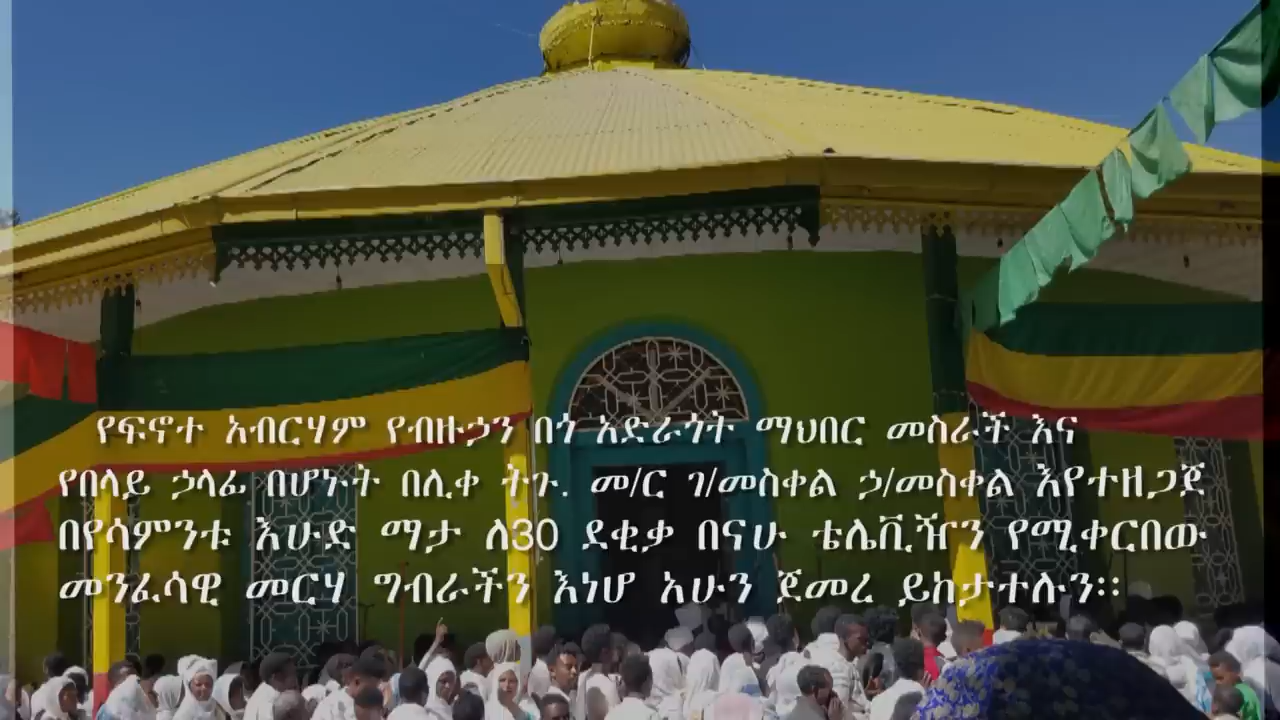 የፍኖተ አብርሃም የብዙኃን በጎ አድራጎት ማህበር መስራች እና
የበላይ ኃላፊ በሆኑት በሊቀ ትጉ. መ/ር ገ/መስቀል ኃ/መስቀል እየተዘጋጀ
በየሳምንቱ እሁድ ማታ ለ30 ደቂቃ በናሁ ቴሌቪዥን የሚቀርበው
መንፈሳዊ መርሃ ግብራችን እነሆ አሁን ጀመረ ይከታተሉን።